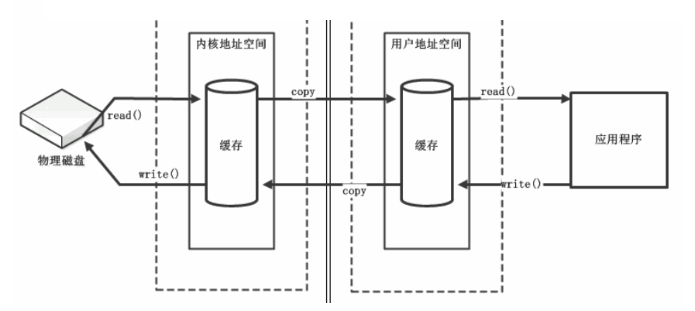 内核地址空间
用户地址空间
copy
read()
read()
缓存
缓存
应用程序
物理磁盘
write()
copy
write()